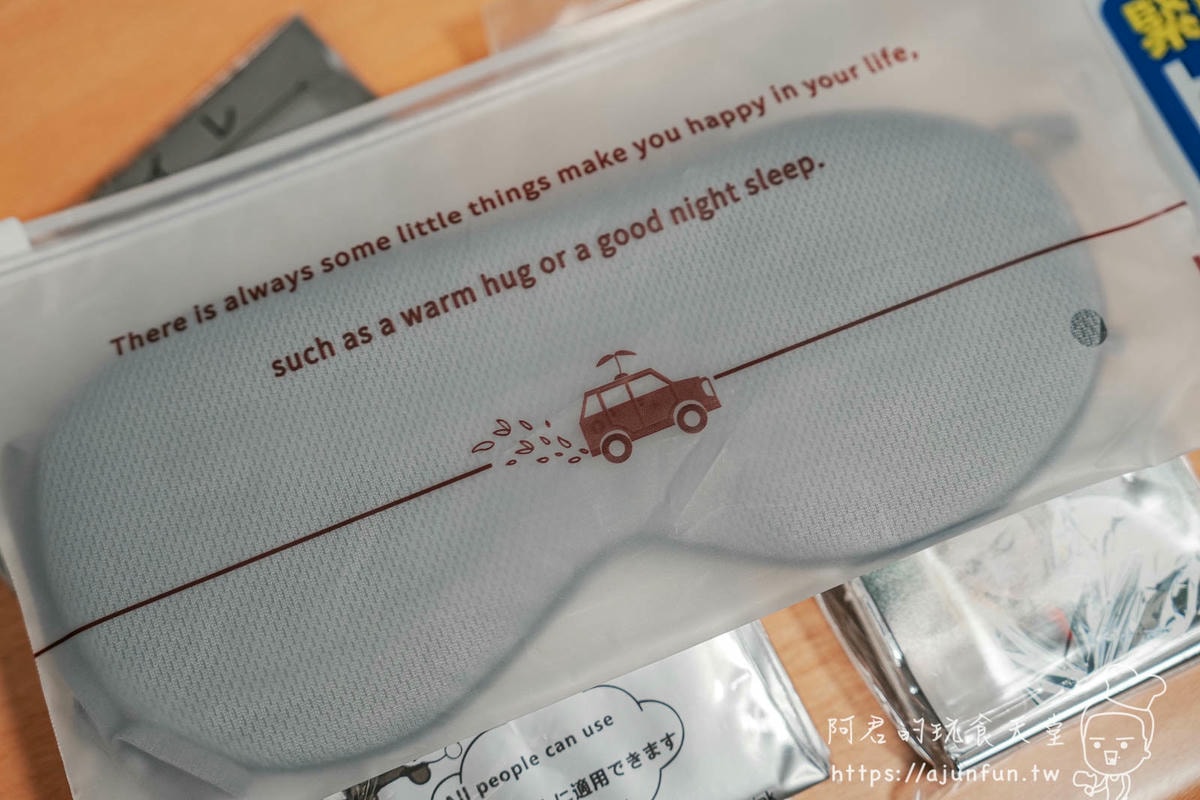 緊
There is always some little things make you happy in your life,
such as a warm hug or a good night sleep.
All people can use
に適用できます
阿君的玩食天堂
https://ajunfun.tw